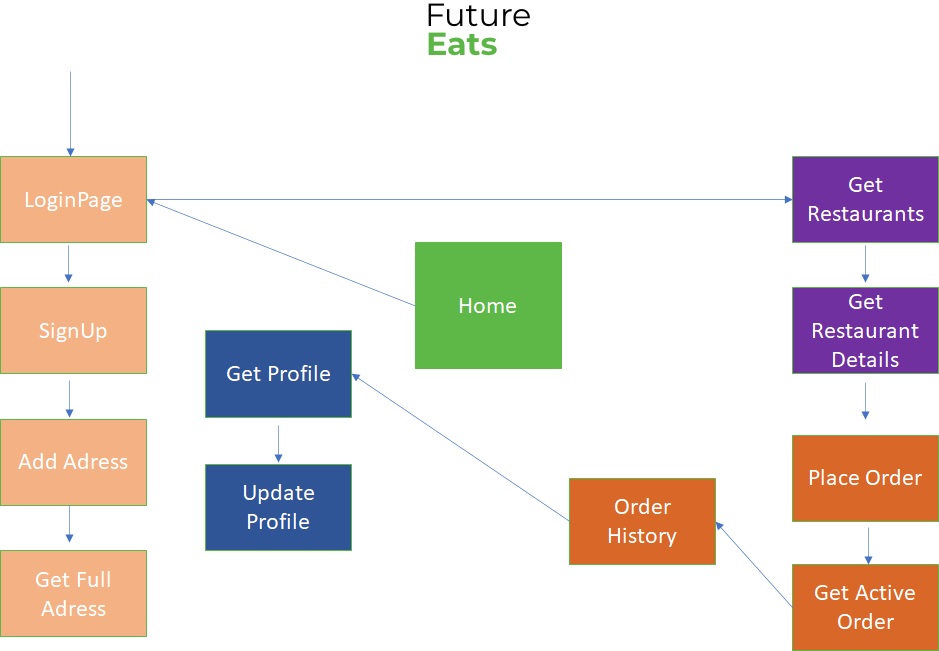 Future
Eats
LoginPage
Get
Restaurants
Home
SignUp
Get
Restaurant
Details
Get Profile
Add Adress
Place Order
Update
Profile
Order
History
Get Full
Adress
Get Active
Order